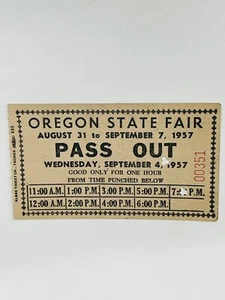 OREGON STATE FAIR
AUGUST 31 to SEPTEMBER 7, 1957
PASS OUT
WEDNESDAY, SEPTEMBER 4, 1957
GOOD ONLY FOR ONE HOUR
FROM TIME PUNCHED BELOW
11:00 A.M. 1:00 P.M. 3:00 P.M. 5:00 P.M. 7: P.M.
12:00 A.M. 2:00 P.M. 4:00 P.M. 6:00 P.M.
00351